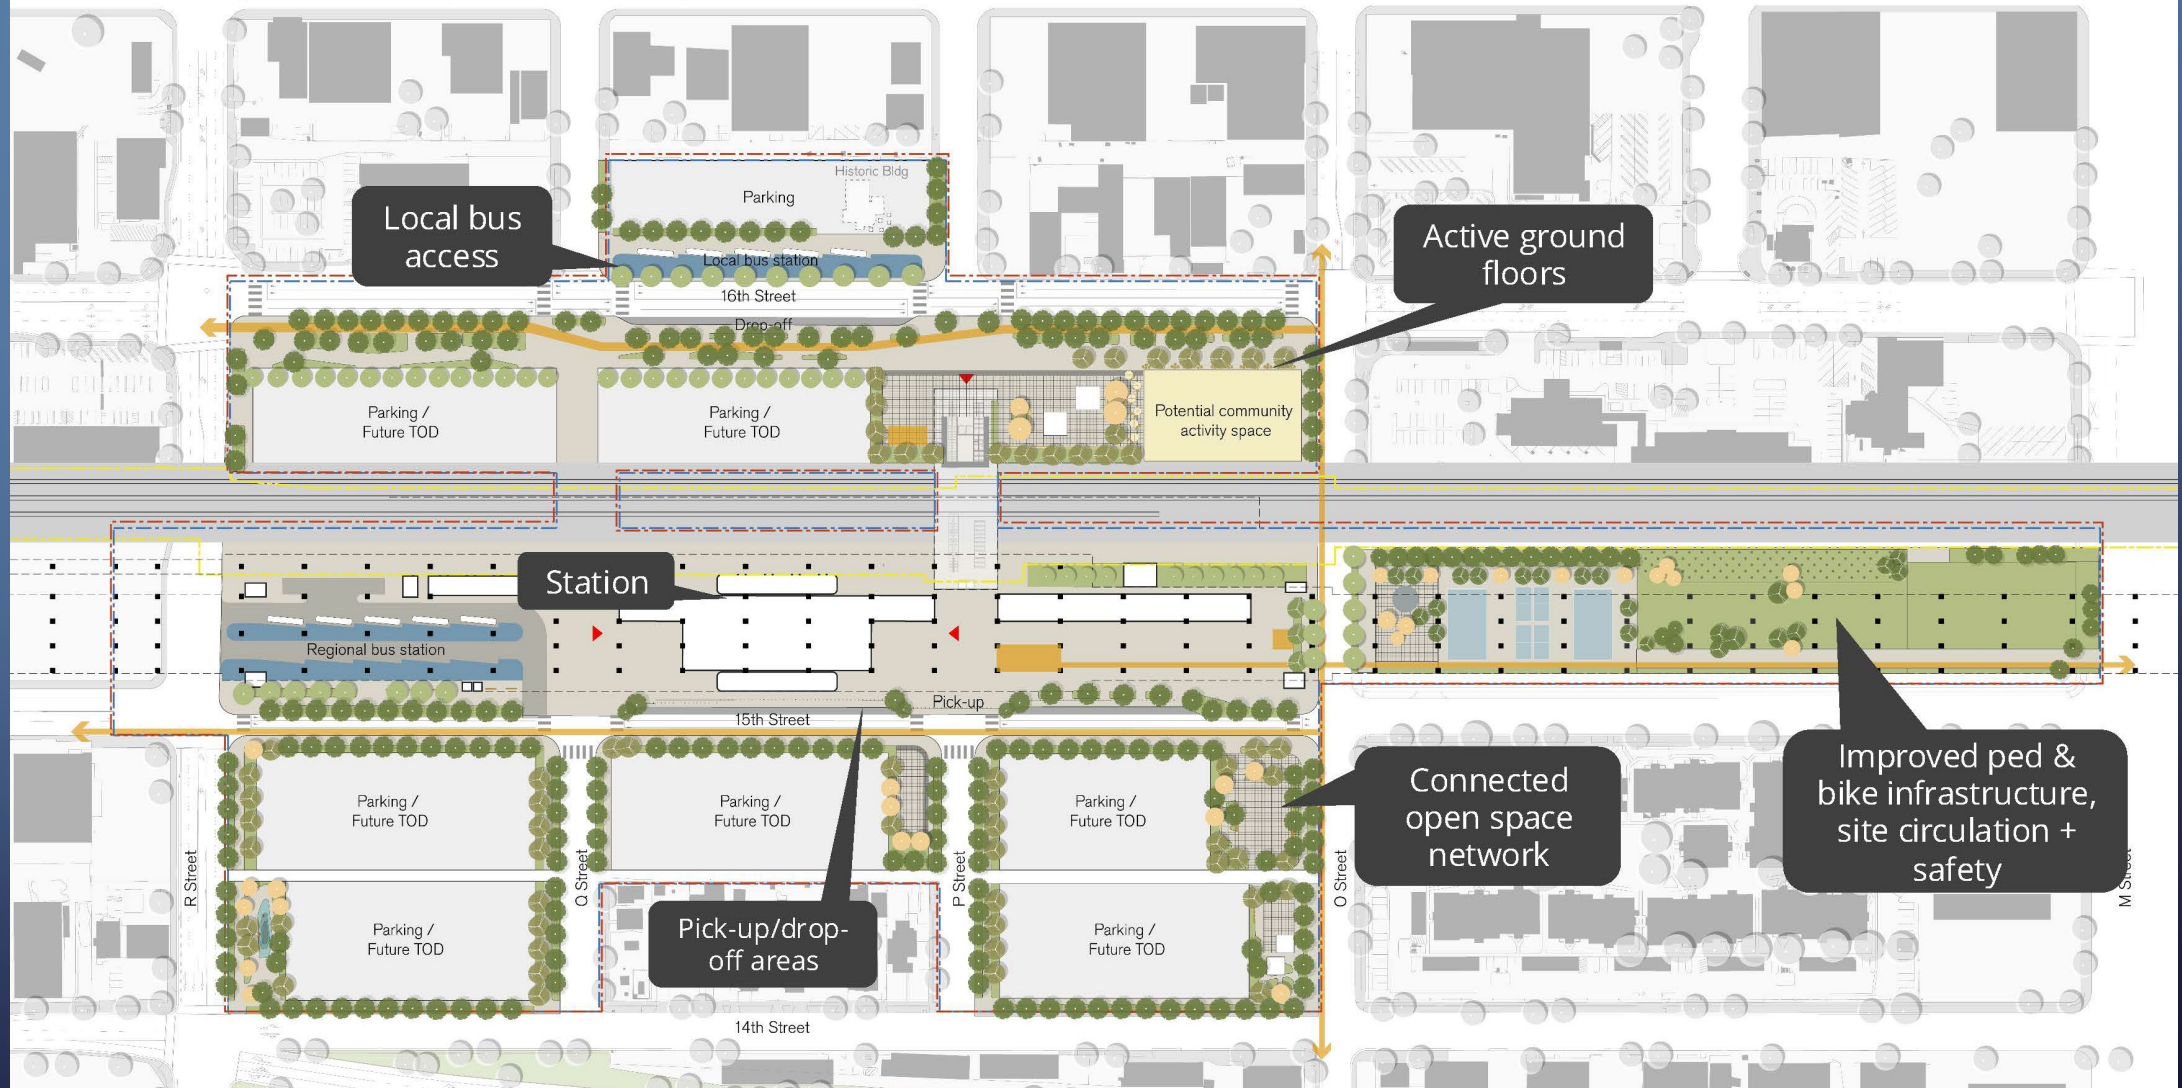 Historic Bldg
Parking
Local bus
access
Local bus station
Active ground
floors
16th Street
Drop-off
Parking /
Future TOD
Parking /
Future TOD
Potential community
activity space
Station
Regional bus station
Pick-up
15th Street
Parking /
Future TOD
Parking /
Future TOD
Parking /
Future TOD
Connected
open space
network
Improved ped &
bike infrastructure,
site circulation +
safety
R Street
Q Street
P Street
O Street
M Street
Parking /
Future TOD
Pick-up/drop-
off areas
Parking /
Future TOD
14th Street